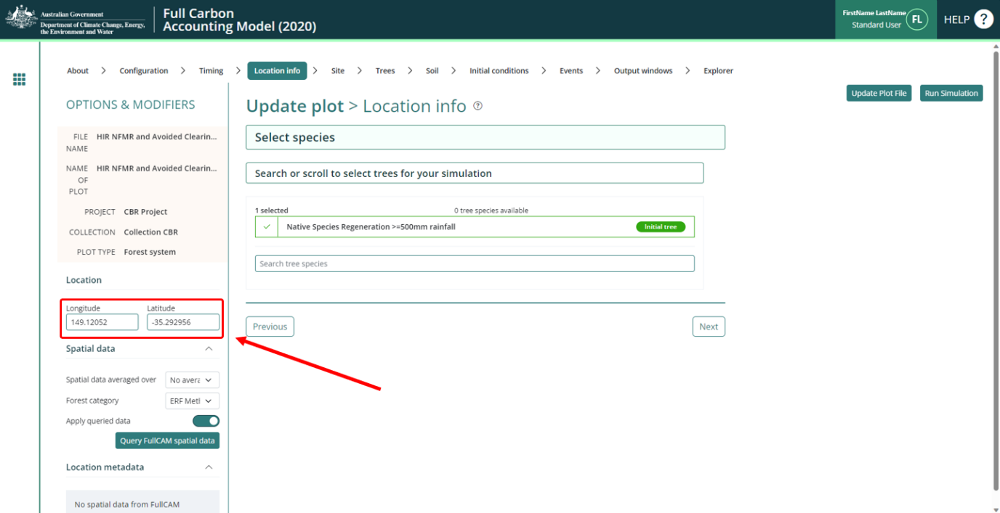 Australian Government
Department of Climate Change, Energy,
the Environment and Water
Full Carbon
Accounting Model (2020)
FirstName LastName
Standard User
FL
HELP ?
About > Configuration > Timing > Location info > Site > Trees > Soil > Initial conditions > Events > Output windows > Explorer
Update Plot File
Run Simulation
OPTIONS & MODIFIERS
FILE NAME
HIR NFMR and Avoided Clearin...
NAME OF PLOT
HIR NFMR and Avoided Clearin...
PROJECT CBR Project
COLLECTION Collection CBR
PLOT TYPE Forest system
Location
Longitude Latitude
149.12052 -35.292956
Spatial data
Spatial data averaged over No avera
Forest category ERF Metl
Apply queried data
Query FullCAM spatial data
Location metadata
No spatial data from FullCAM
Update plot > Location info ?
Select species
Search or scroll to select trees for your simulation
1 selected 0 tree species available
Native Species Regeneration >=500mm rainfall Initial tree
Search tree species
Previous Next